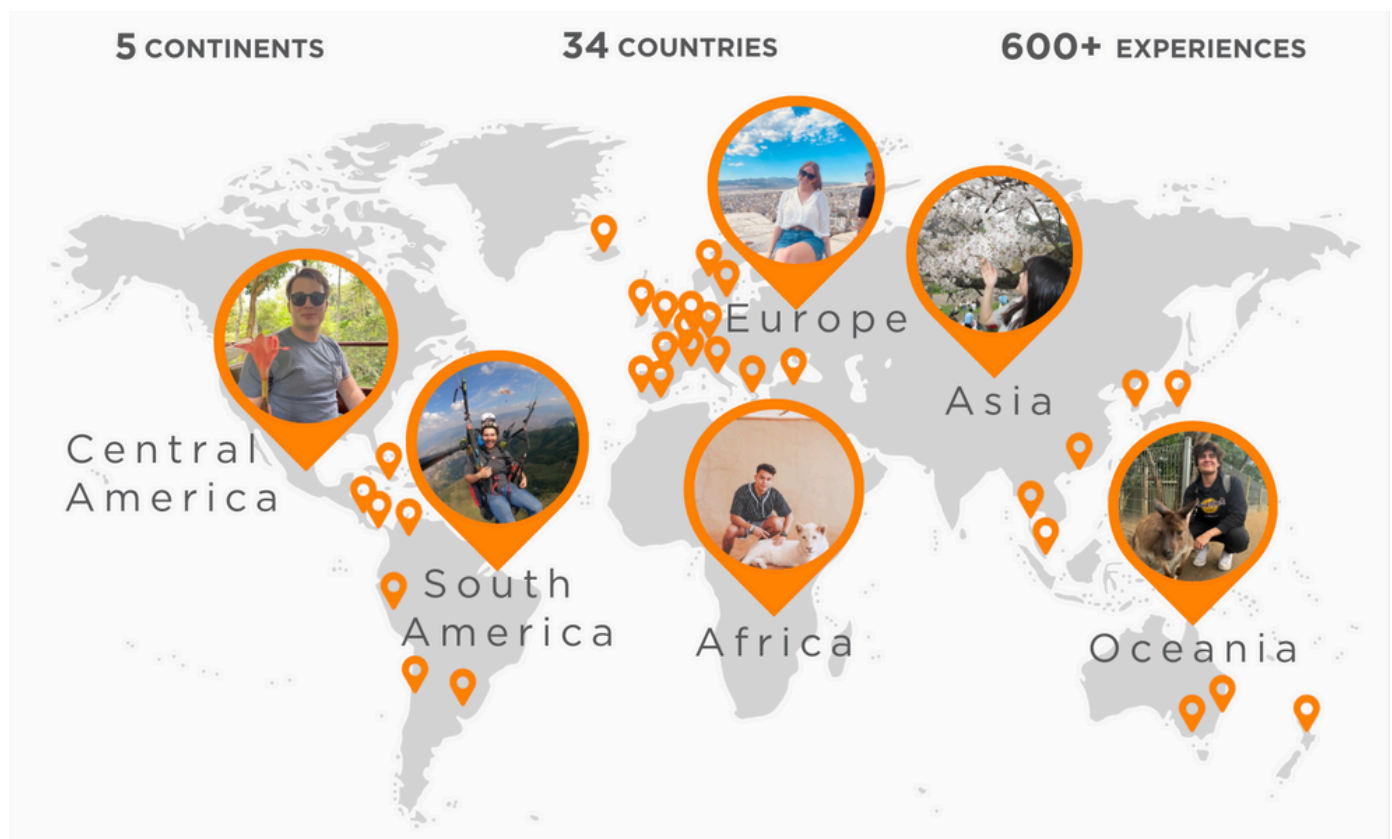 5 CONTINENTS
34 COUNTRIES
600+ EXPERIENCES
Europe
Asia
Central
America
South
America
Africa
Oceania